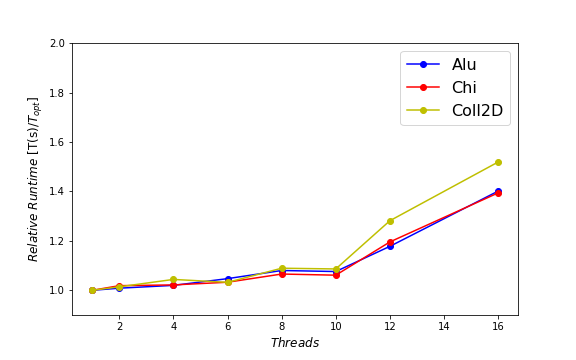 2.0
1.8
1.6
1.4
1.2
1.0
2 4 6 8 10 12 14 16
Relative Runtime [T(s)/T_opt]
Threads
Alu
Chi
Coll2D